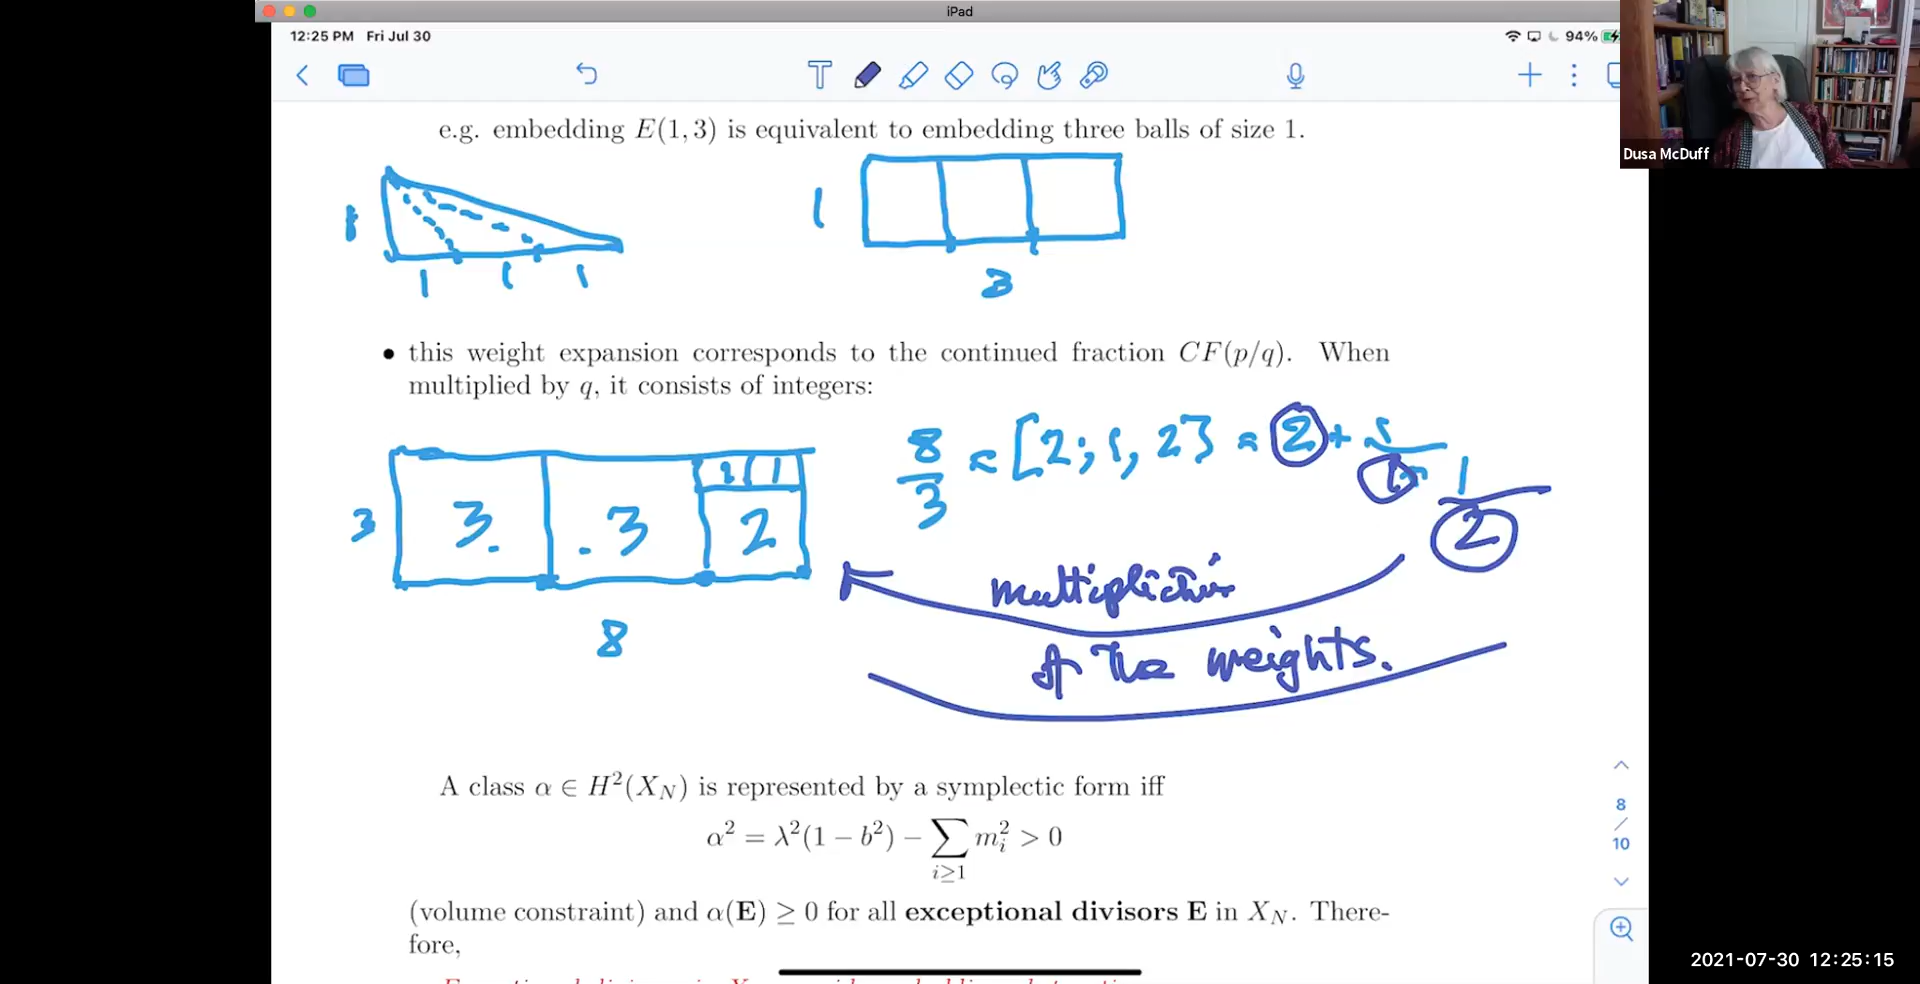 iPad
12:25 PM Fri Jul 30
94%
Dusa McDuff
e.g. embedding E(1, 3) is equivalent to embedding three balls of size 1.
1
1 1 1
1
3
• this weight expansion corresponds to the continued fraction CF(p/q). When
multiplied by q, it consists of integers:
8/3 = [2; 1, 2] = 2 + 1/(1 + 1/2)
3
3 3 2
1 1
8
multiplicities
of the weights.
A class α ∈ H²(X_N) is represented by a symplectic form iff
α² = λ²(1 − b²) − ∑_{i≥1} m_i² > 0
(volume constraint) and α(E) ≥ 0 for all exceptional divisors E in X_N. There-
fore,
8
/
10
2021-07-30 12:25:15